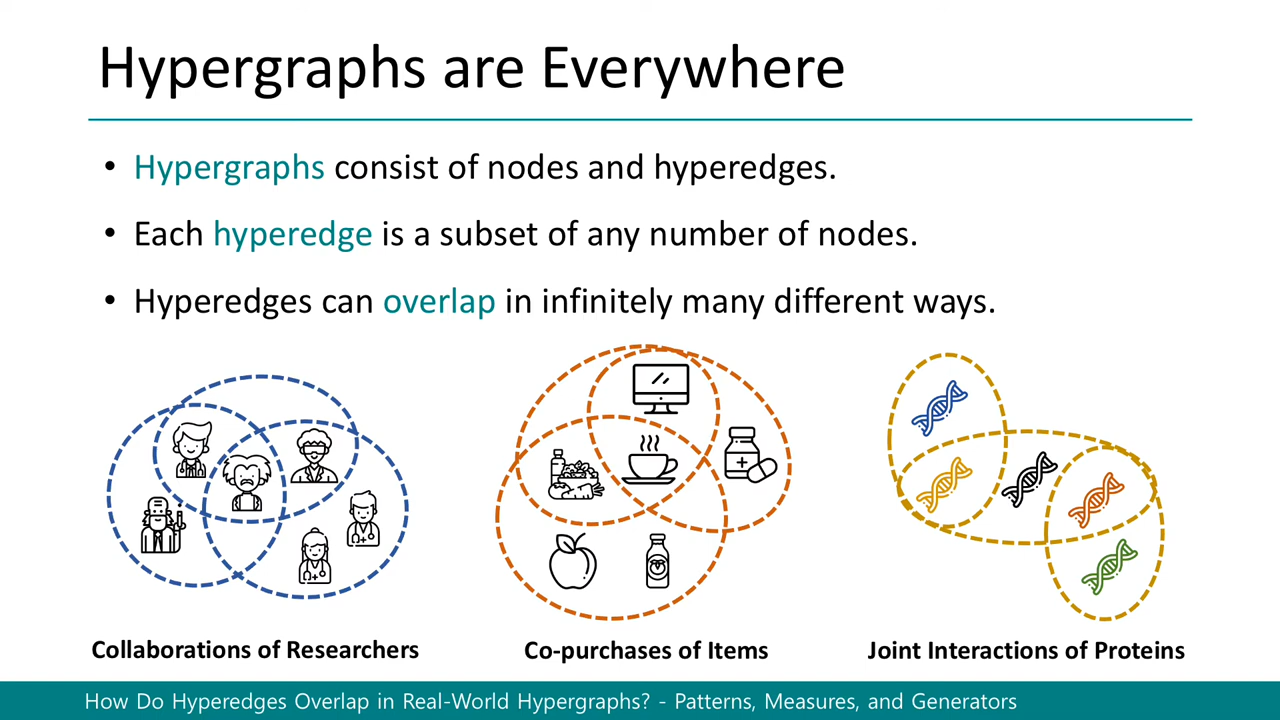 Hypergraphs are Everywhere
• Hypergraphs consist of nodes and hyperedges.
• Each hyperedge is a subset of any number of nodes.
• Hyperedges can overlap in infinitely many different ways.
Collaborations of Researchers
Co-purchases of Items
Joint Interactions of Proteins
How Do Hyperedges Overlap in Real-World Hypergraphs? - Patterns, Measures, and Generators